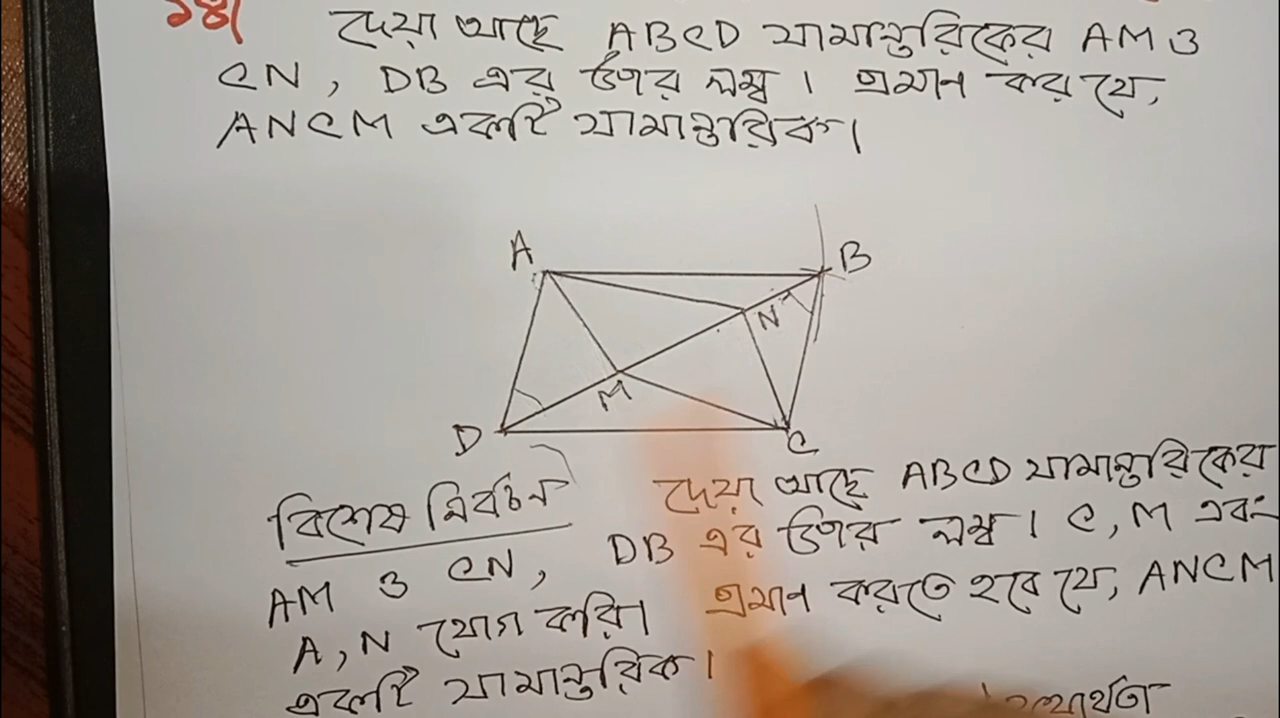 ১৪।
দেয়া আছে ABCD সামান্তরিকের AM ও
CN, DB এর উপর লম্ব। প্রমাণ কর যে,
ANCM একটি সামান্তরিক।
A
B
N
M
D
C
বিশেষ নির্বচন
দেয়া আছে ABCD সামান্তরিকের
AM ও CN, DB এর উপর লম্ব। C, M এবং
A, N যোগ করি। প্রমাণ করতে হবে যে, ANCM
একটি সামান্তরিক।